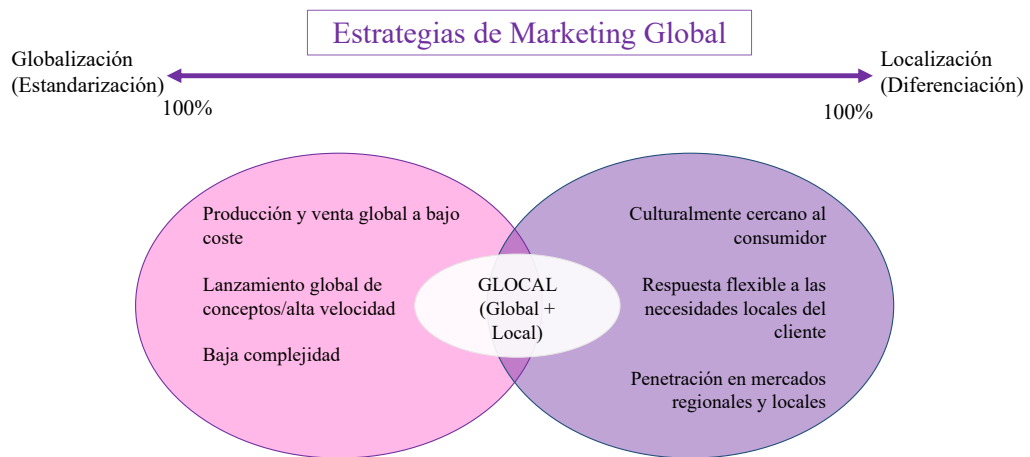 Estrategias de Marketing Global
Globalización
(Estandarización)
100%
Localización
(Diferenciación)
100%
Producción y venta global a bajo
coste
Lanzamiento global de
conceptos/alta velocidad
Baja complejidad
GLOCAL
(Global +
Local)
Culturalmente cercano al
consumidor
Respuesta flexible a las
necesidades locales del
cliente
Penetración en mercados
regionales y locales